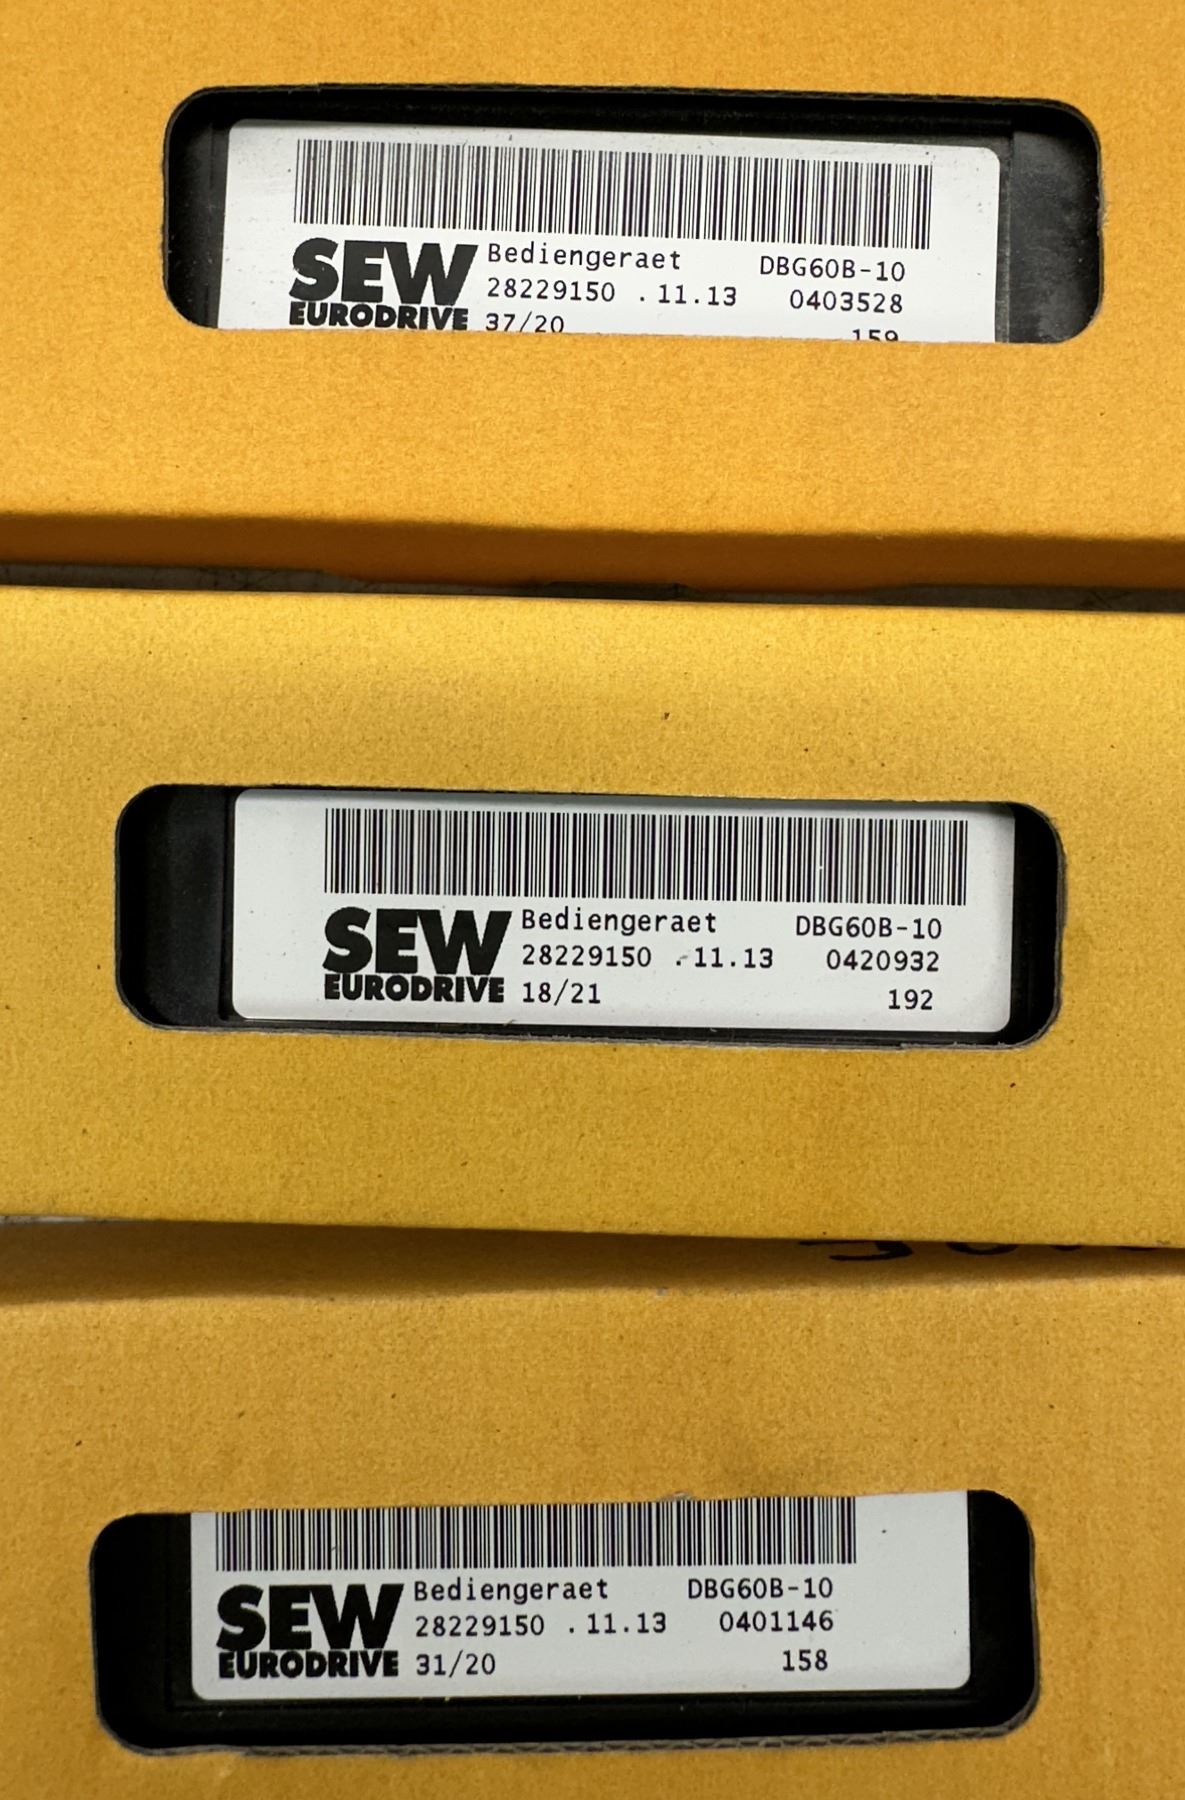 SEW
EURODRIVE
Bediengeraet DBG60B-10
28229150 .11.13 0403528
37/20 159
SEW
EURODRIVE
Bediengeraet DBG60B-10
28229150 .11.13 0420932
18/21 192
SEW
EURODRIVE
Bediengeraet DBG60B-10
28229150 .11.13 0401146
31/20 158